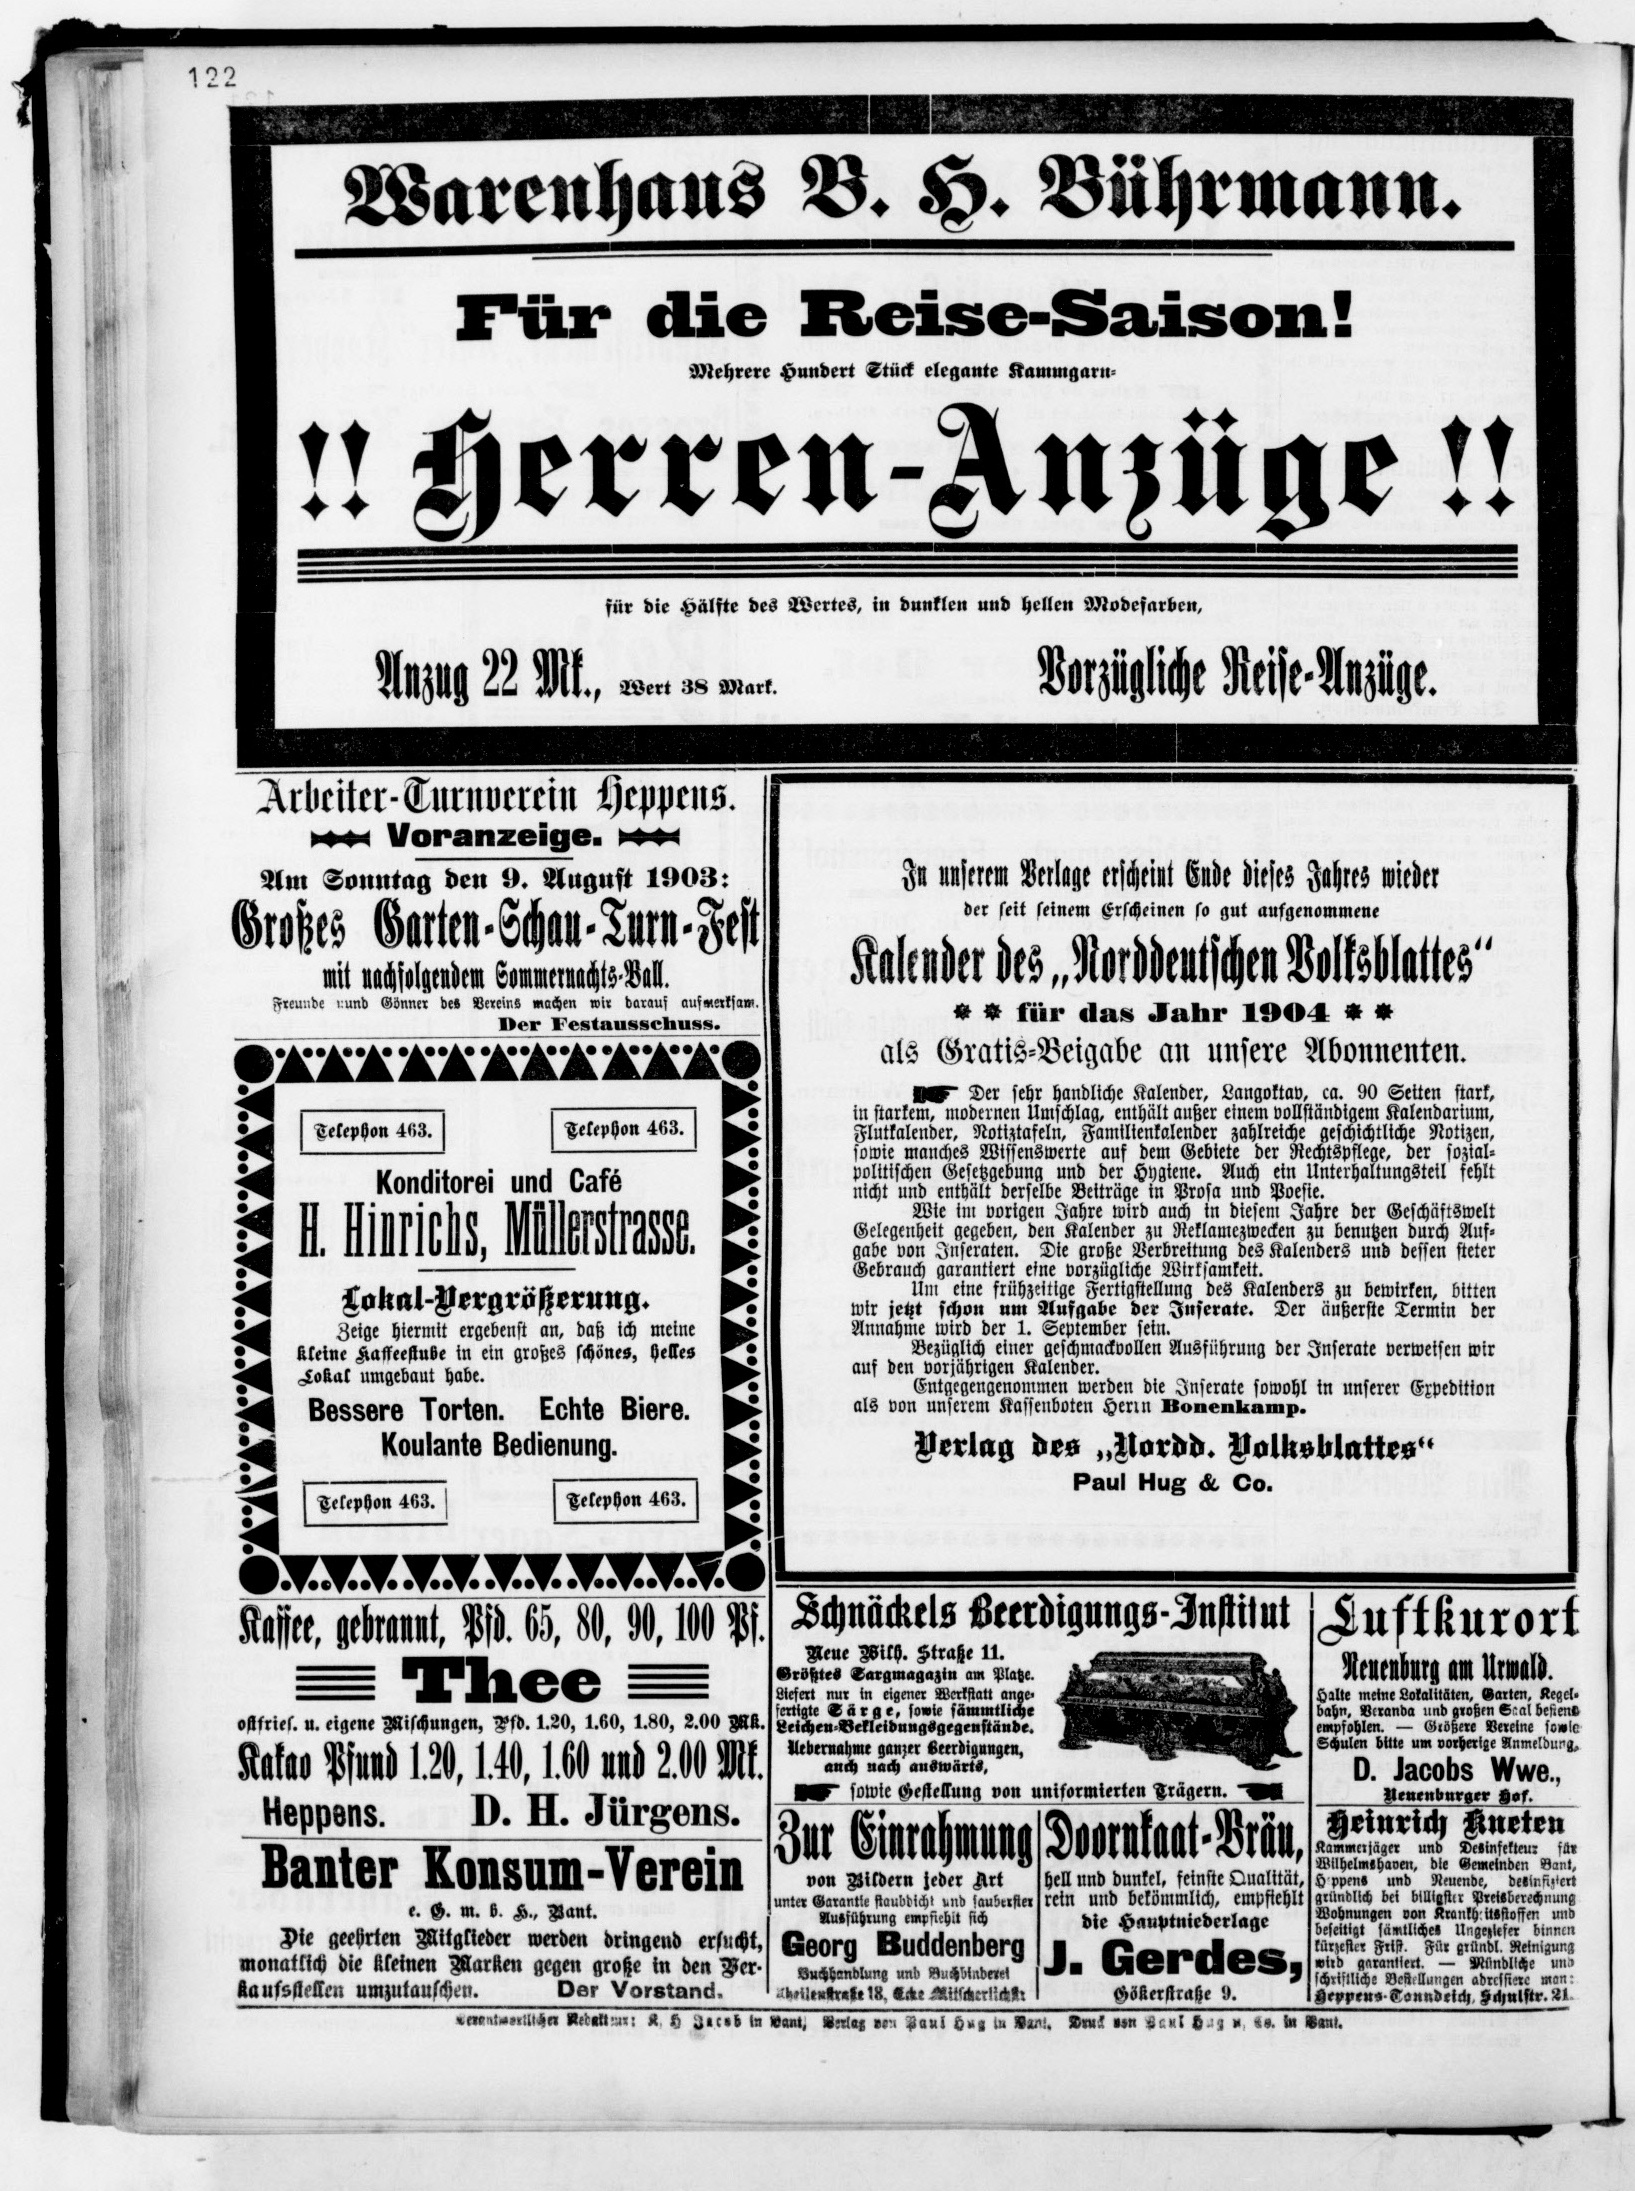 122
Warenhaus B. H. Bührmann.
Für die Reise-Saison!
Mehrere Hundert Stück elegante Kammgarn-
!! Herren-Anzüge !!
für die Hälfte des Wertes, in dunklen und hellen Modefarben,
Anzug 22 Mk., Wert 38 Mark.
Vorzügliche Reise-Anzüge.
Arbeiter-Turnverein Heppens.
Voranzeige.
Am Sonntag den 9. August 1903:
Großes Garten-Schau-Turn-Fest
mit nachfolgendem Sommernachts-Ball.
Freunde und Gönner des Vereins machen wir darauf aufmerksam.
Der Festausschuss.
Telephon 463.
Telephon 463.
Konditorei und Café
H. Hinrichs, Müllerstrasse.
Lokal-Vergrößerung.
Zeige hiermit ergebenst an, daß ich meine
kleine Kaffeestube in ein großes schönes, helles
Lokal umgebaut habe.
Bessere Torten. Echte Biere.
Koulante Bedienung.
Telephon 463.
Telephon 463.
Kaffee, gebrannt, Pfd. 65, 80, 90, 100 Pf.
Thee
ostfries. u. eigene Mischungen, Pfd. 1.20, 1.60, 1.80, 2.00 Mk.
Kakao Pfund 1.20, 1.40, 1.60 und 2.00 Mk.
Heppens. D. H. Jürgens.
Banter Konsum-Verein
e. G. m. b. H., Bant.
Die geehrten Mitglieder werden dringend ersucht,
monatlich die kleinen Marken gegen große in den Ver-
kaufsstellen umzutauschen. Der Vorstand.
In unserem Verlage erscheint Ende dieses Jahres wieder
der seit seinem Erscheinen so gut aufgenommene
Kalender des „Norddeutschen Volksblattes“
* * für das Jahr 1904 * *
als Gratis-Beigabe an unsere Abonnenten.
Der sehr handliche Kalender, Langoktav, ca. 90 Seiten stark,
in starkem, modernen Umschlag, enthält außer einem vollständigem Kalendarium,
Flutkalender, Notiztafeln, Familienkalender zahlreiche geschichtliche Notizen,
sowie manches Wissenswerte auf dem Gebiete der Rechtspflege, der sozial-
politischen Gesetzgebung und der Hygiene. Auch ein Unterhaltungsteil fehlt
nicht und enthält derselbe Beiträge in Prosa und Poesie.
Wie im vorigen Jahre wird auch in diesem Jahre der Geschäftswelt
Gelegenheit gegeben, den Kalender zu Reklamezwecken zu benutzen durch Auf-
gabe von Inseraten. Die große Verbreitung des Kalenders und dessen steter
Gebrauch garantiert eine vorzügliche Wirksamkeit.
Um eine frühzeitige Fertigstellung des Kalenders zu bewirken, bitten
wir jetzt schon um Aufgabe der Inserate. Der äußerste Termin der
Annahme wird der 1. September sein.
Bezüglich einer geschmackvollen Ausführung der Inserate verweisen wir
auf den vorjährigen Kalender.
Entgegengenommen werden die Inserate sowohl in unserer Expedition
als von unserem Kassenboten Herrn Bonenkamp.
Verlag des „Nordd. Volksblattes“
Paul Hug & Co.
Schnäckels Beerdigungs-Institut
Neue Wilh. Straße 11.
Größtes Sargmagazin am Platze.
Liefert nur in eigener Werkstatt ange-
fertigte Särge, sowie sämmtliche
Leichen-Bekleidungsgegenstände.
Uebernahme ganzer Beerdigungen,
auch nach auswärts,
sowie Gestellung von uniformierten Trägern.
Luftkurort
Neuenburg am Urwald.
Halte meine Lokalitäten, Garten, Kegel-
bahn, Veranda und großen Saal bestens
empfohlen. — Größere Vereine sowie
Schulen bitte um vorherige Anmeldung.
D. Jacobs Wwe.,
Neuenburger Hof.
Zur Einrahmung
von Bildern jeder Art
unter Garantie staubdicht und sauberster
Ausführung empfiehlt sich
Georg Buddenberg
Buchhandlung und Buchbinderei
18, Ecke Mitscherlichstr.
Doornkaat-Bräu,
hell und dunkel, feinste Qualität,
rein und bekömmlich, empfiehlt
die Hauptniederlage
J. Gerdes,
Gökerstraße 9.
Heinrich Kneten
Kammerjäger und Desinfekteur für
Wilhelmshaven, die Gemeinden Bant,
Heppens und Neuende, desinfiziert
gründlich bei billigster Preisberechnung
Wohnungen von Krankheitsstoffen und
beseitigt sämtliches Ungeziefer binnen
kürzester Frist. Für gründl. Reinigung
wird garantiert. — Mündliche und
schriftliche Bestellungen adressiere man:
Heppens-Tonndeich, Schulstr. 21.
Verantwortlicher Redakteur: K. H Jacob in Bant, Verlag von Paul Hug in Bant. Druck von Paul Hug u. Co. in Bant.